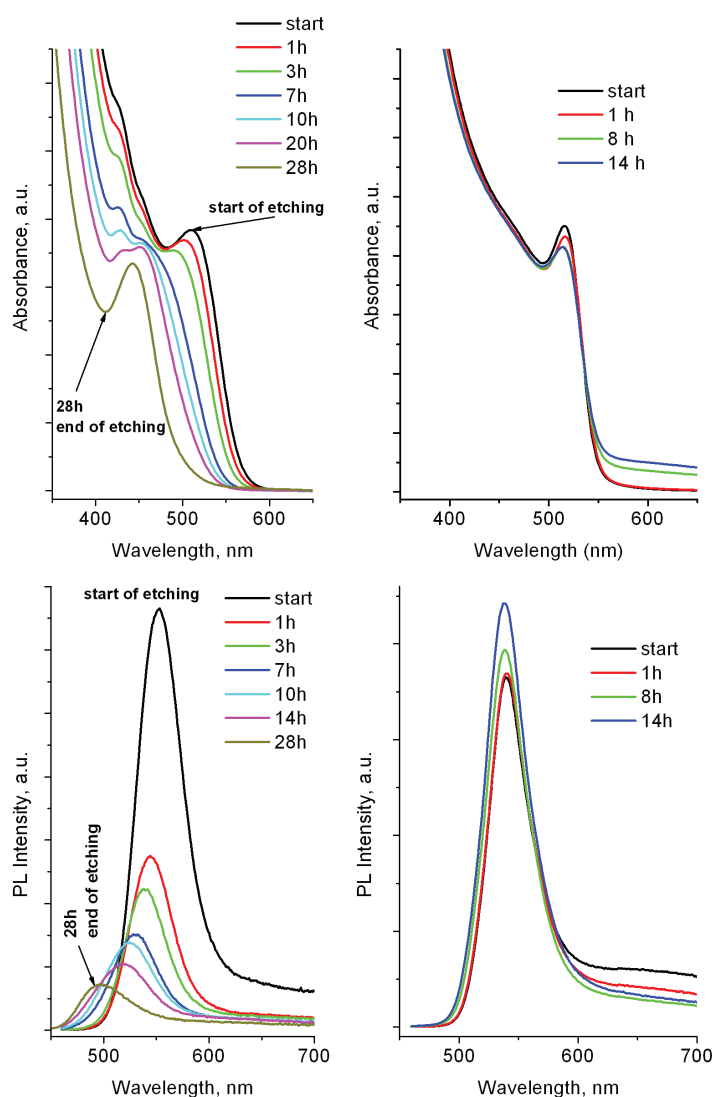 start
1h
3h
7h
10h
20h
28h
start of etching
28h
end of etching
Absorbance, a.u.
400
500
600
Wavelength, nm
start
1 h
8 h
14 h
Absorbance, a.u.
400
500
600
Wavelength (nm)
start of etching
start
1h
3h
7h
10h
14h
28h
28h
end of etching
PL Intensity, a.u.
500
600
700
Wavelength, nm
start
1h
8h
14h
PL Intensity, a.u.
500
600
700
Wavelength, nm